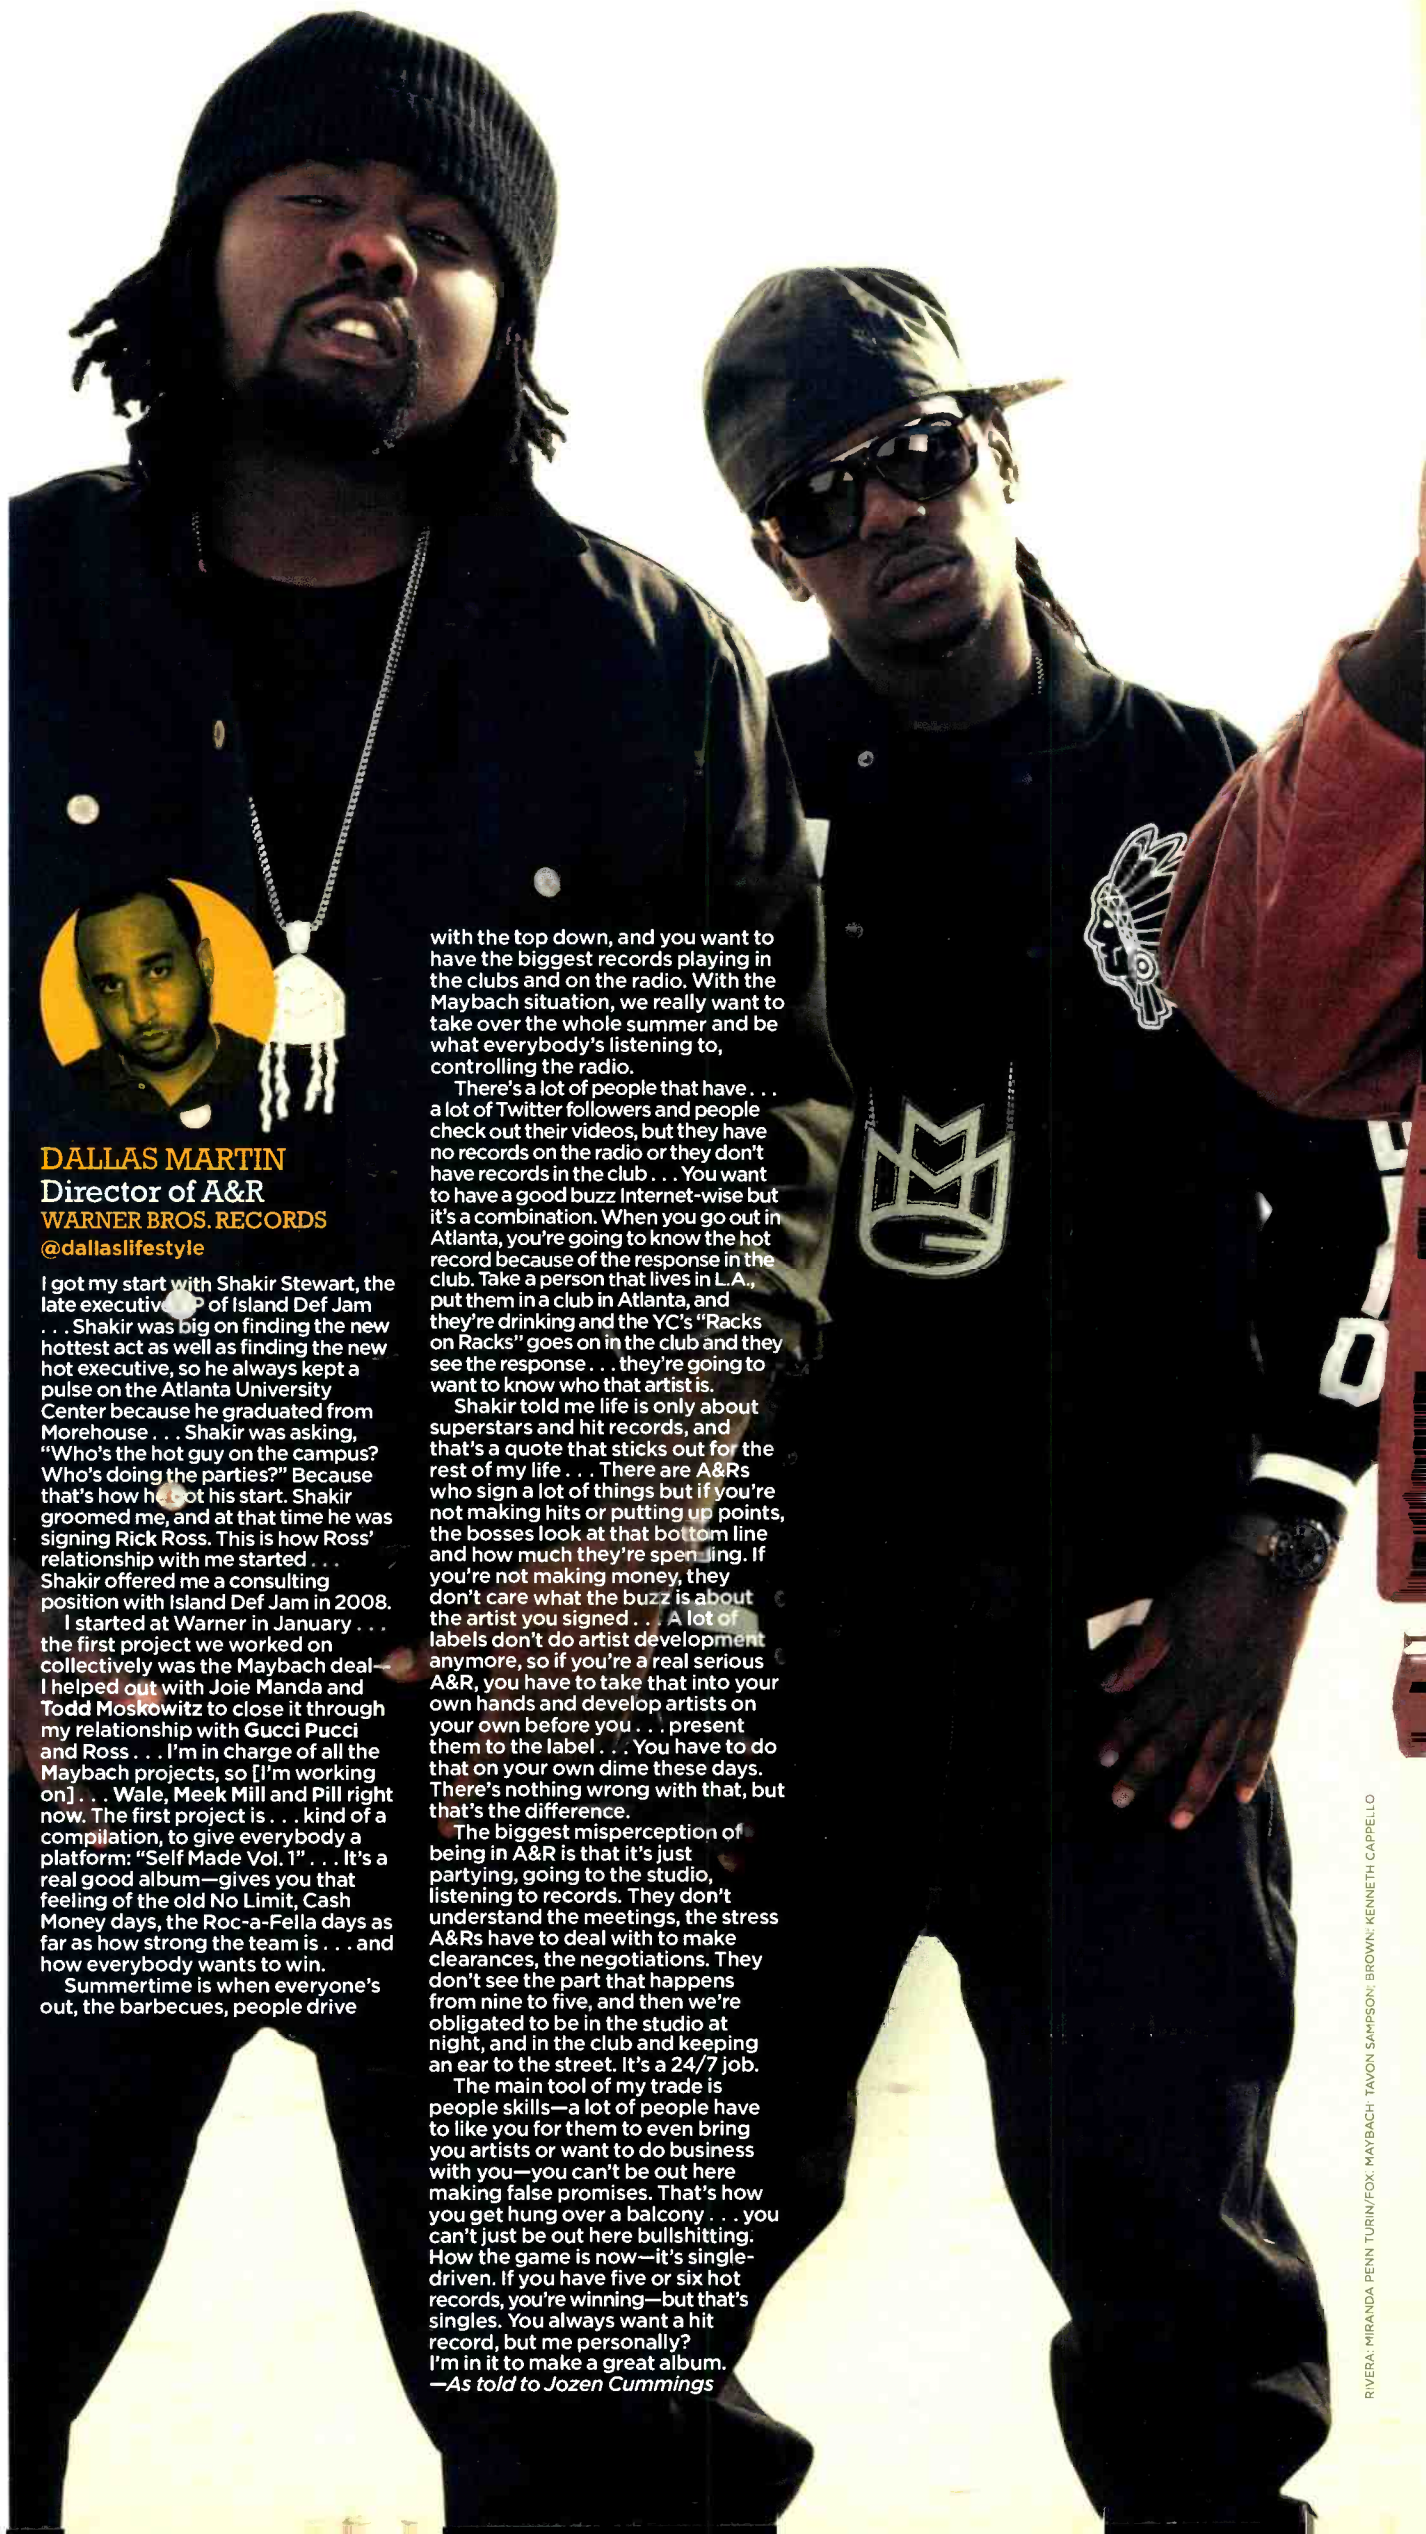 DALLAS MARTIN
Director of A&R
WARNER BROS. RECORDS
@dallaslifestyle
I got my start with Shakir Stewart, the
late executive of Island Def Jam
. . . Shakir was big on finding the new
hottest act as well as finding the new
hot executive, so he always kept a
pulse on the Atlanta University
Center because he graduated from
Morehouse . . . Shakir was asking,
“Who’s the hot guy on the campus?
Who’s doing the parties?” Because
that’s how he got his start. Shakir
groomed me, and at that time he was
signing Rick Ross. This is how Ross’
relationship with me started . . .
Shakir offered me a consulting
position with Island Def Jam in 2008.
I started at Warner in January . . .
the first project we worked on
collectively was the Maybach deal—
I helped out with Joie Manda and
Todd Moskowitz to close it through
my relationship with Gucci Pucci
and Ross . . . I’m in charge of all the
Maybach projects, so [I’m working
on] . . . Wale, Meek Mill and Pill right
now. The first project is . . . kind of a
compilation, to give everybody a
platform: “Self Made Vol. 1” . . . It’s a
real good album—gives you that
feeling of the old No Limit, Cash
Money days, the Roc-a-Fella days as
far as how strong the team is . . . and
how everybody wants to win.
Summertime is when everyone’s
out, the barbecues, people drive
with the top down, and you want to
have the biggest records playing in
the clubs and on the radio. With the
Maybach situation, we really want to
take over the whole summer and be
what everybody’s listening to,
controlling the radio.
There’s a lot of people that have . . .
a lot of Twitter followers and people
check out their videos, but they have
no records on the radio or they don’t
have records in the club . . . You want
to have a good buzz Internet-wise but
it’s a combination. When you go out in
Atlanta, you’re going to know the hot
record because of the response in the
club. Take a person that lives in L.A.,
put them in a club in Atlanta, and
they’re drinking and the YC’s “Racks
on Racks” goes on in the club and they
see the response . . . they’re going to
want to know who that artist is.
Shakir told me life is only about
superstars and hit records, and
that’s a quote that sticks out for the
rest of my life . . . There are A&Rs
who sign a lot of things but if you’re
not making hits or putting up points,
the bosses look at that bottom line
and how much they’re spending. If
you’re not making money, they
don’t care what the buzz is about
the artist you signed . . . A lot of
labels don’t do artist development
anymore, so if you’re a real serious
A&R, you have to take that into your
own hands and develop artists on
your own before you . . . present
them to the label . . . You have to do
that on your own dime these days.
There’s nothing wrong with that, but
that’s the difference.
The biggest misperception of
being in A&R is that it’s just
partying, going to the studio,
listening to records. They don’t
understand the meetings, the stress
A&Rs have to deal with to make
clearances, the negotiations. They
don’t see the part that happens
from nine to five, and then we’re
obligated to be in the studio at
night, and in the club and keeping
an ear to the street. It’s a 24/7 job.
The main tool of my trade is
people skills—a lot of people have
to like you for them to even bring
you artists or want to do business
with you—you can’t be out here
making false promises. That’s how
you get hung over a balcony . . . you
can’t just be out here bullshitting.
How the game is now—it’s single-
driven. If you have five or six hot
records, you’re winning—but that’s
singles. You always want a hit
record, but me personally?
I’m in it to make a great album.
—As told to Jozen Cummings
MMG
RIVERA: MIRANDA PENN TURIN/FOX. MAYBACH: TAVON SAMPSON; BROWN: KENNETH CAPPELLO